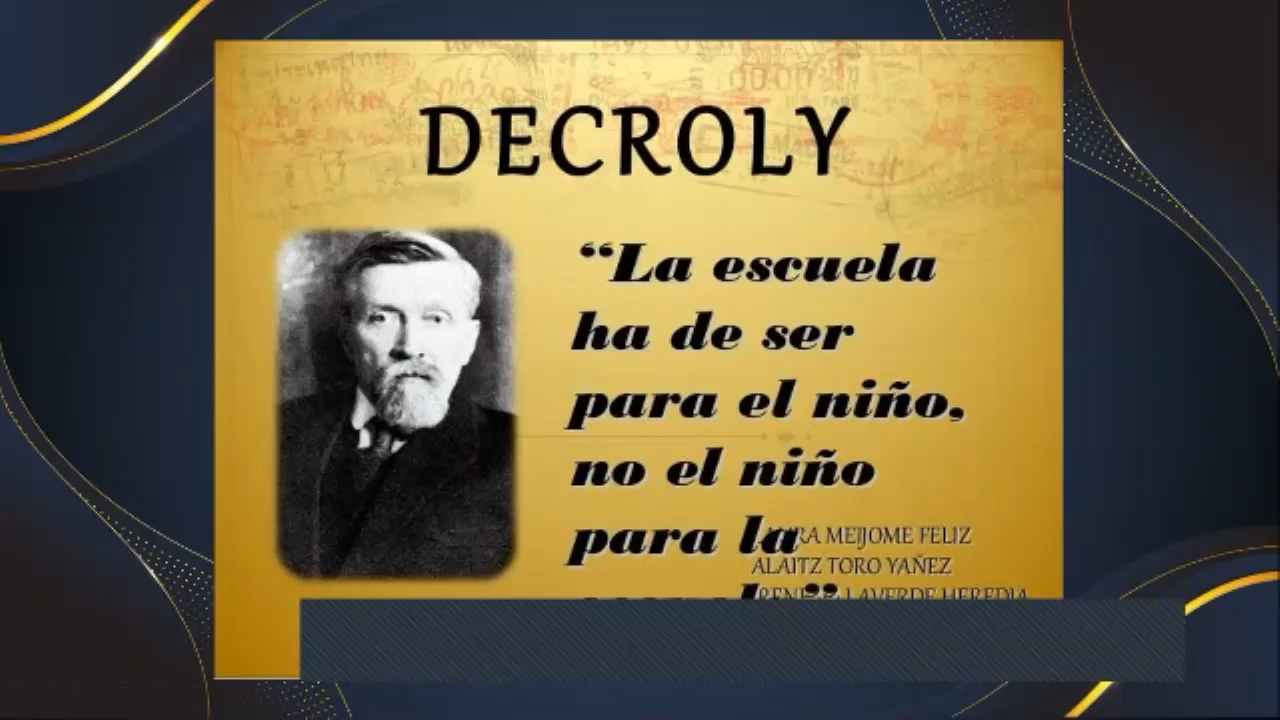 DECROLY
“La escuela
ha de ser
para el niño,
no el niño
para la
MEIJOME FELIZ
ALAITZ TORO YAÑEZ
LAVERDE HEREDIA